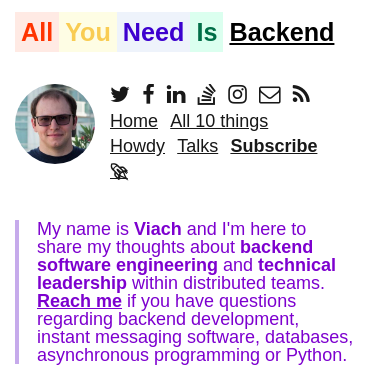 All You Need Is Backend
Home All 10 things
Howdy Talks Subscribe
My name is Viach and I'm here to
share my thoughts about backend
software engineering and technical
leadership within distributed teams.
Reach me if you have questions
regarding backend development,
instant messaging software, databases,
asynchronous programming or Python.